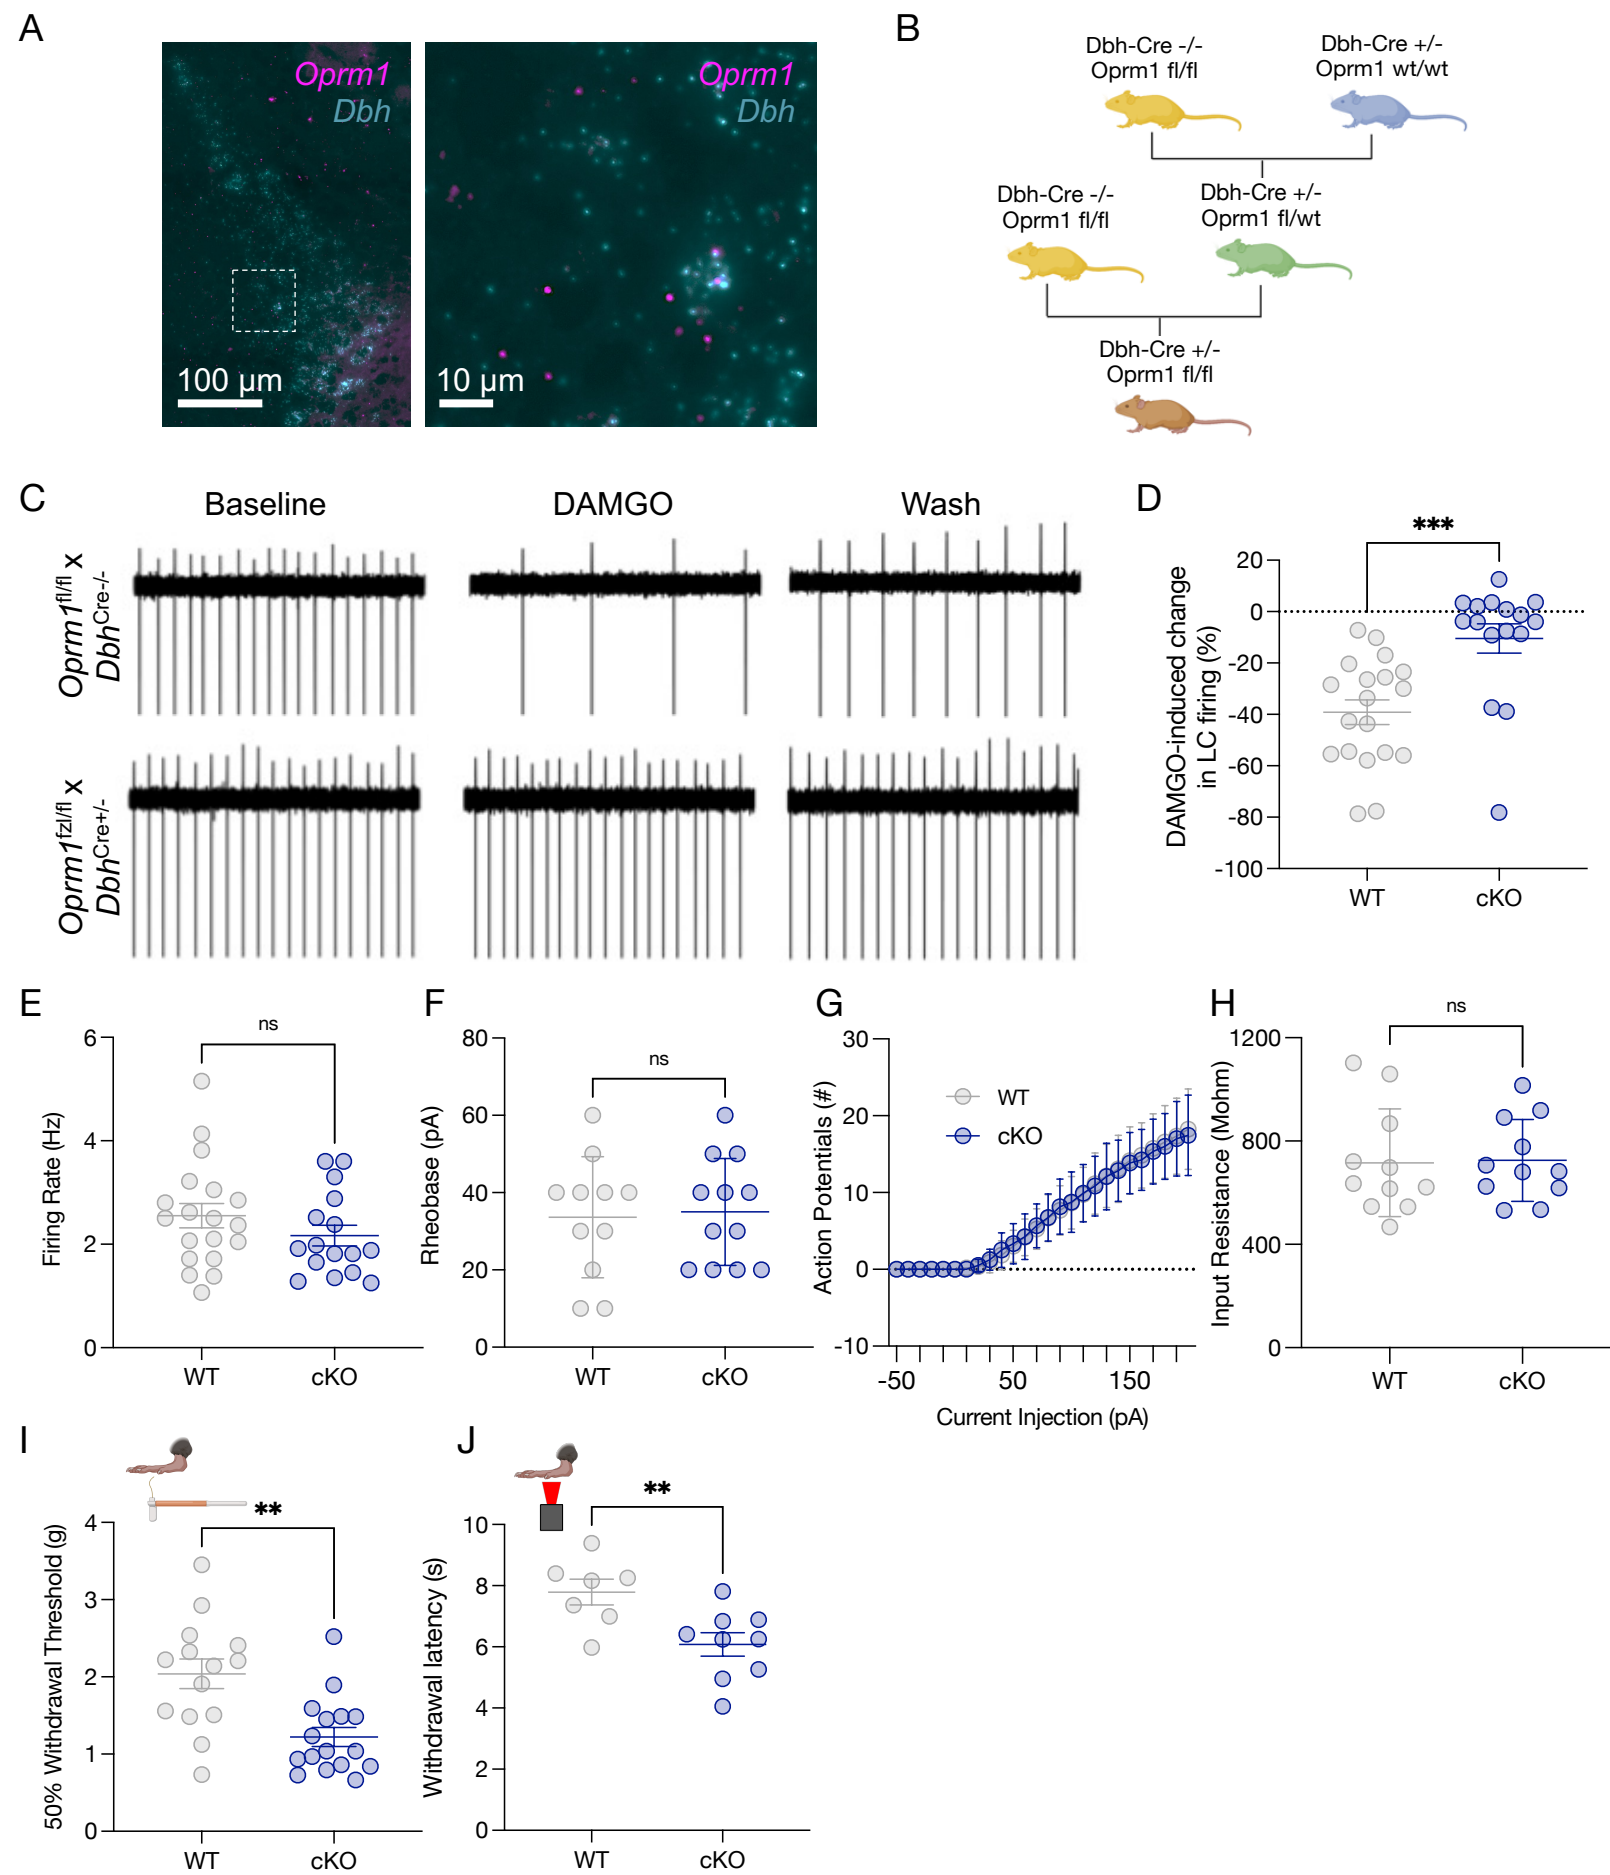 A
Oprm1
Dbh
100 µm
Oprm1
Dbh
10 µm
B
Dbh-Cre -/-
Oprm1 fl/fl
Dbh-Cre +/-
Oprm1 wt/wt
Dbh-Cre -/-
Oprm1 fl/fl
Dbh-Cre +/-
Oprm1 fl/wt
Dbh-Cre +/-
Oprm1 fl/fl
C
Baseline
DAMGO
Wash
Oprm1fl/fl x
DbhCre-/-
Oprm1fzl/fl x
DbhCre+/-
D
***
DAMGO-induced change
in LC firing (%)
20
0
-20
-40
-60
-80
-100
WT
cKO
E
ns
Firing Rate (Hz)
6
4
2
0
WT
cKO
F
ns
Rheobase (pA)
80
60
40
20
0
WT
cKO
G
Action Potentials (#)
30
20
10
0
-10
WT
cKO
-50
50
150
Current Injection (pA)
H
ns
Input Resistance (Mohm)
1200
800
400
0
WT
cKO
I
**
50% Withdrawal Threshold (g)
4
3
2
1
0
WT
cKO
J
**
Withdrawal latency (s)
10
8
6
4
2
0
WT
cKO